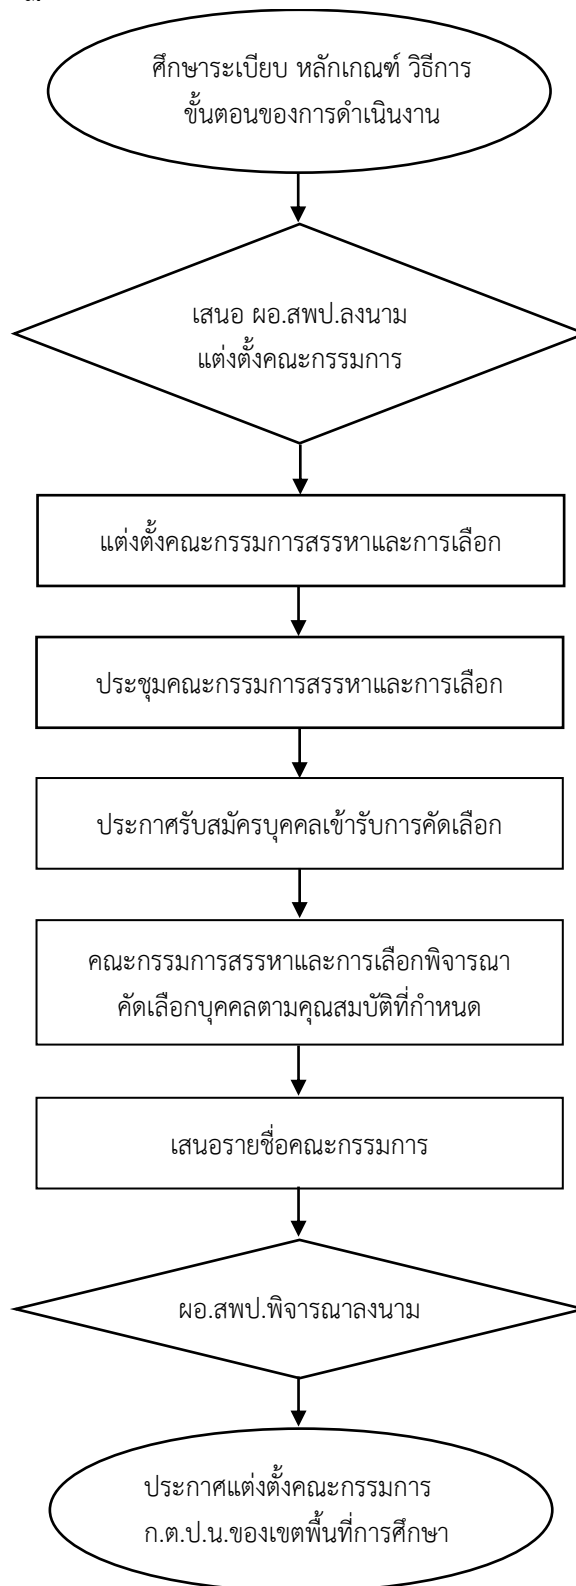 ศึกษาระเบียบ หลักเกณฑ์ วิธีการ
ขั้นตอนของการดำเนินงาน
เสนอ ผอ.สพป.ลงนาม
แต่งตั้งคณะกรรมการ
แต่งตั้งคณะกรรมการสรรหาและการเลือก
ประชุมคณะกรรมการสรรหาและการเลือก
ประกาศรับสมัครบุคคลเข้ารับการคัดเลือก
คณะกรรมการสรรหาและการเลือกพิจารณา
คัดเลือกบุคคลตามคุณสมบัติที่กำหนด
เสนอรายชื่อคณะกรรมการ
ผอ.สพป.พิจารณาลงนาม
ประกาศแต่งตั้งคณะกรรมการ
ก.ต.ป.น.ของเขตพื้นที่การศึกษา